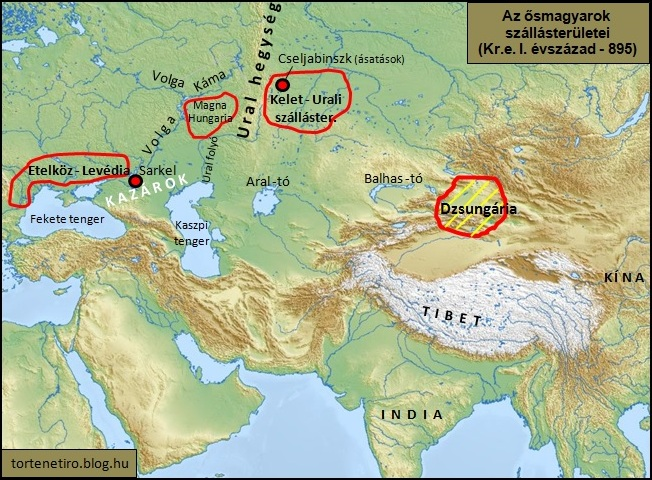 Az ősmagyarok
szállásterületei
(Kr.e. I. évszázad - 895)
Ural hegység
Cseljabinszk (ásatások)
Volga Káma
Kelet - Urali
szálláster.
Magna
Hungaria
Volga
Ural folyó
Etelköz - Levédia
Sarkel
KAZÁROK
Aral -tó
Balhas -tó
Dzsungária
Fekete tenger
Kaszpi
tenger
KÍNA
TIBET
INDIA
tortenetiro.blog.hu